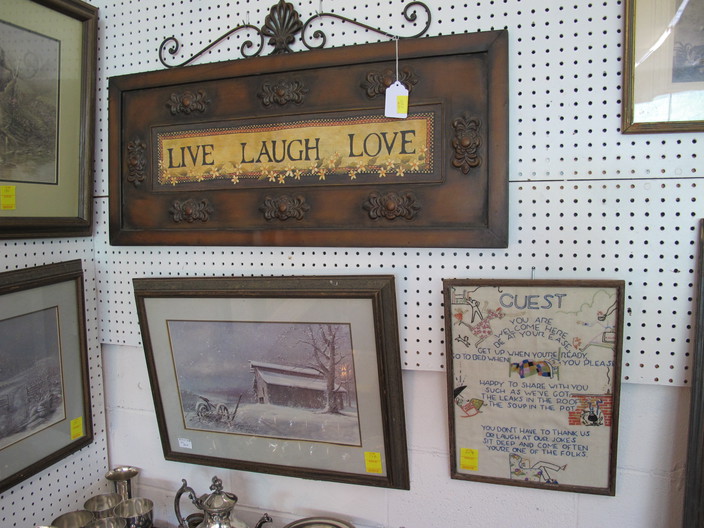 LIVE LAUGH LOVE
GUEST
YOU ARE
WELCOME HERE
BE AT YOUR EASE
GET UP WHEN YOU'RE READY
GO TO BED WHEN YOU PLEASE
HAPPY TO SHARE WITH YOU
SUCH AS WE'VE GOT
THE LEAKS IN THE ROOF
THE SOUP IN THE POT
YOU DON'T HAVE TO THANK US
OR LAUGH AT OUR JOKES
SIT DEEP AND COME OFTEN
YOU'RE ONE OF THE FOLKS.